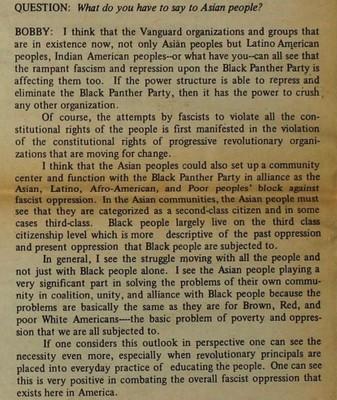 QUESTION: What do you have to say to Asian people?
BOBBY: I think that the Vanguard organizations and groups that
are in existence now, not only Asian peoples but Latino American
peoples, Indian American peoples--or what have you--can all see that
the rampant fascism and repression upon the Black Panther Party is
affecting them too. If the power structure is able to repress and
eliminate the Black Panther Party, then it has the power to crush
any other organization.
Of course, the attempts by fascists to violate all the con-
stitutional rights of the people is first manifested in the violation
of the constitutional rights of progressive revolutionary organi-
zations that are moving for change.
I think that the Asian peoples could also set up a community
center and function with the Black Panther Party in alliance as the
Asian, Latino, Afro-American, and Poor peoples' block against
fascist oppression. In the Asian communities, the Asian people must
see that they are categorized as a second-class citizen and in some
cases third-class. Black people largely live on the third class
citizenship level which is more descriptive of the past oppression
and present oppression that Black people are subjected to.
In general, I see the struggle moving with all the people and
not just with Black people alone. I see the Asian people playing a
very significant part in solving the problems of their own commu-
nity in coalition, unity, and alliance with Black people because the
problems are basically the same as they are for Brown, Red, and
poor White Americans----the basic problem of poverty and oppres-
sion that we are all subjected to.
If one considers this outlook in perspective one can see the
necessity even more, especially when revolutionary principals are
placed into everyday practice of educating the people. One can see
this is very positive in combating the overall fascist oppression that
exists here in America.